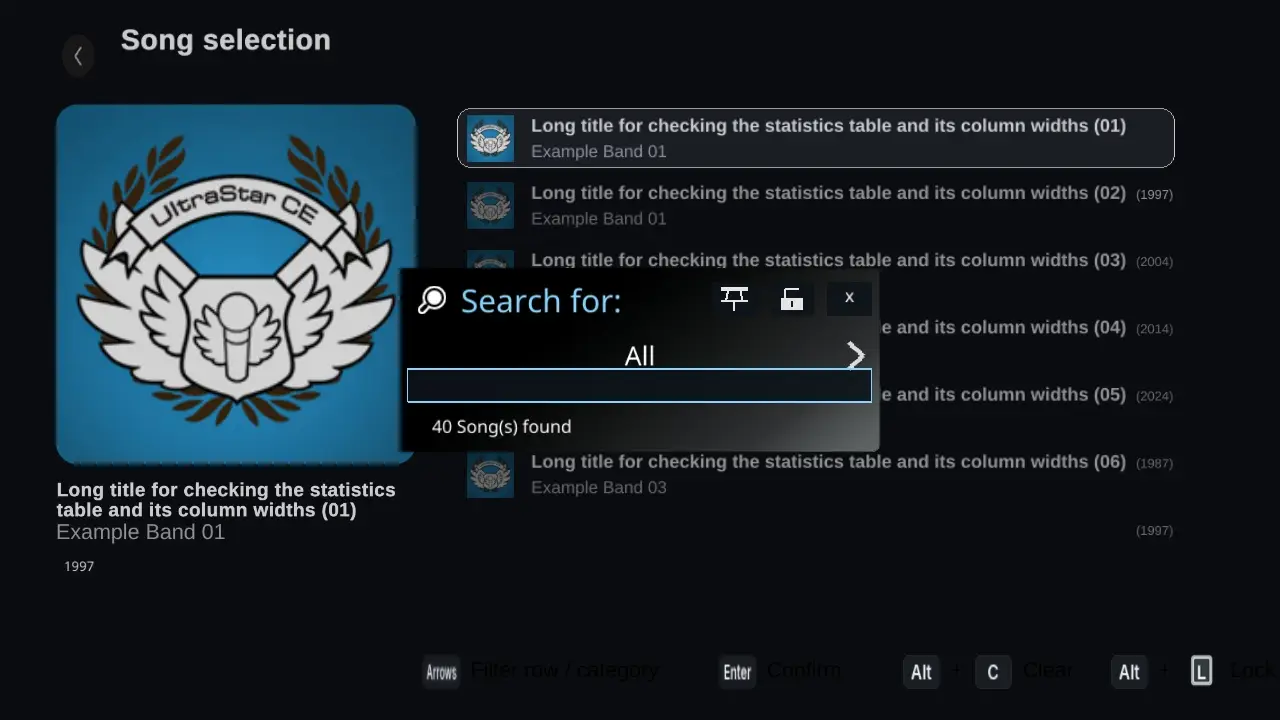 Song selection
UltraStar CE
Long title for checking the statistics
table and its column widths (01)
Example Band 01
1997
Long title for checking the statistics table and its column widths (01)
Example Band 01
Long title for checking the statistics table and its column widths (02) (1997)
Example Band 01
Long title for checking the statistics table and its column widths (03) (2004)
e and its column widths (04) (2014)
e and its column widths (05) (2024)
Long title for checking the statistics table and its column widths (06) (1987)
Example Band 03
(1997)
Search for:
x
All
40 Song(s) found
Arrows Filter row / category Enter Confirm Alt + C Clear Alt + L Lock